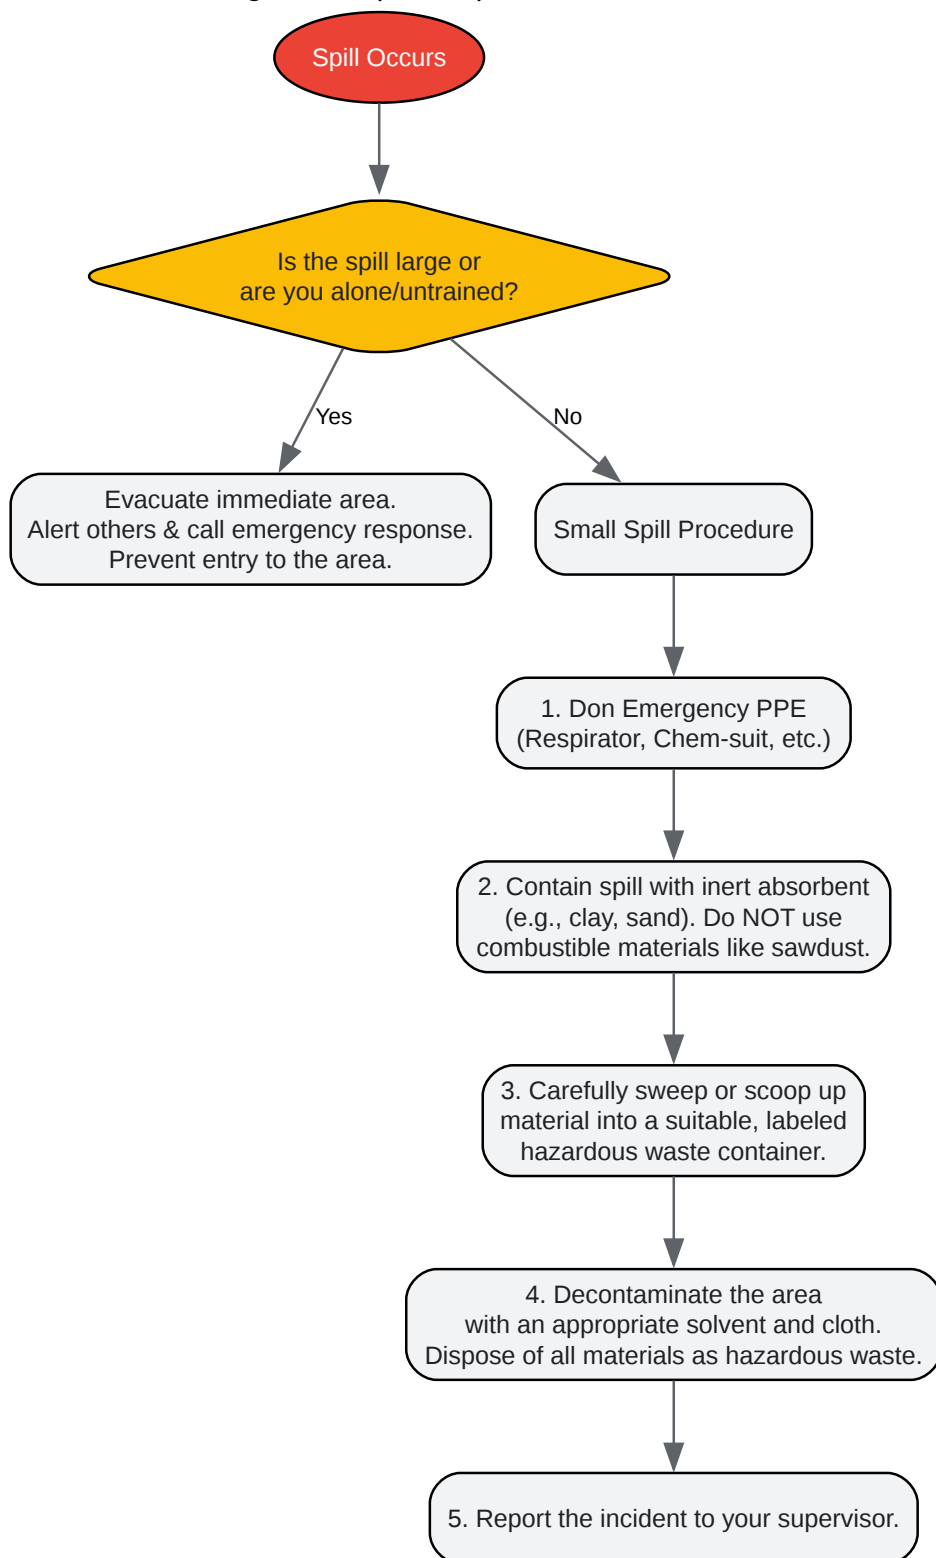 Spill Occurs
Is the spill large or
are you alone/untrained?
Yes
No
Evacuate immediate area.
Alert others & call emergency response.
Prevent entry to the area.
Small Spill Procedure
1. Don Emergency PPE
(Respirator, Chem-suit, etc.)
2. Contain spill with inert absorbent
(e.g., clay, sand). Do NOT use
combustible materials like sawdust.
3. Carefully sweep or scoop up
material into a suitable, labeled
hazardous waste container.
4. Decontaminate the area
with an appropriate solvent and cloth.
Dispose of all materials as hazardous waste.
5. Report the incident to your supervisor.